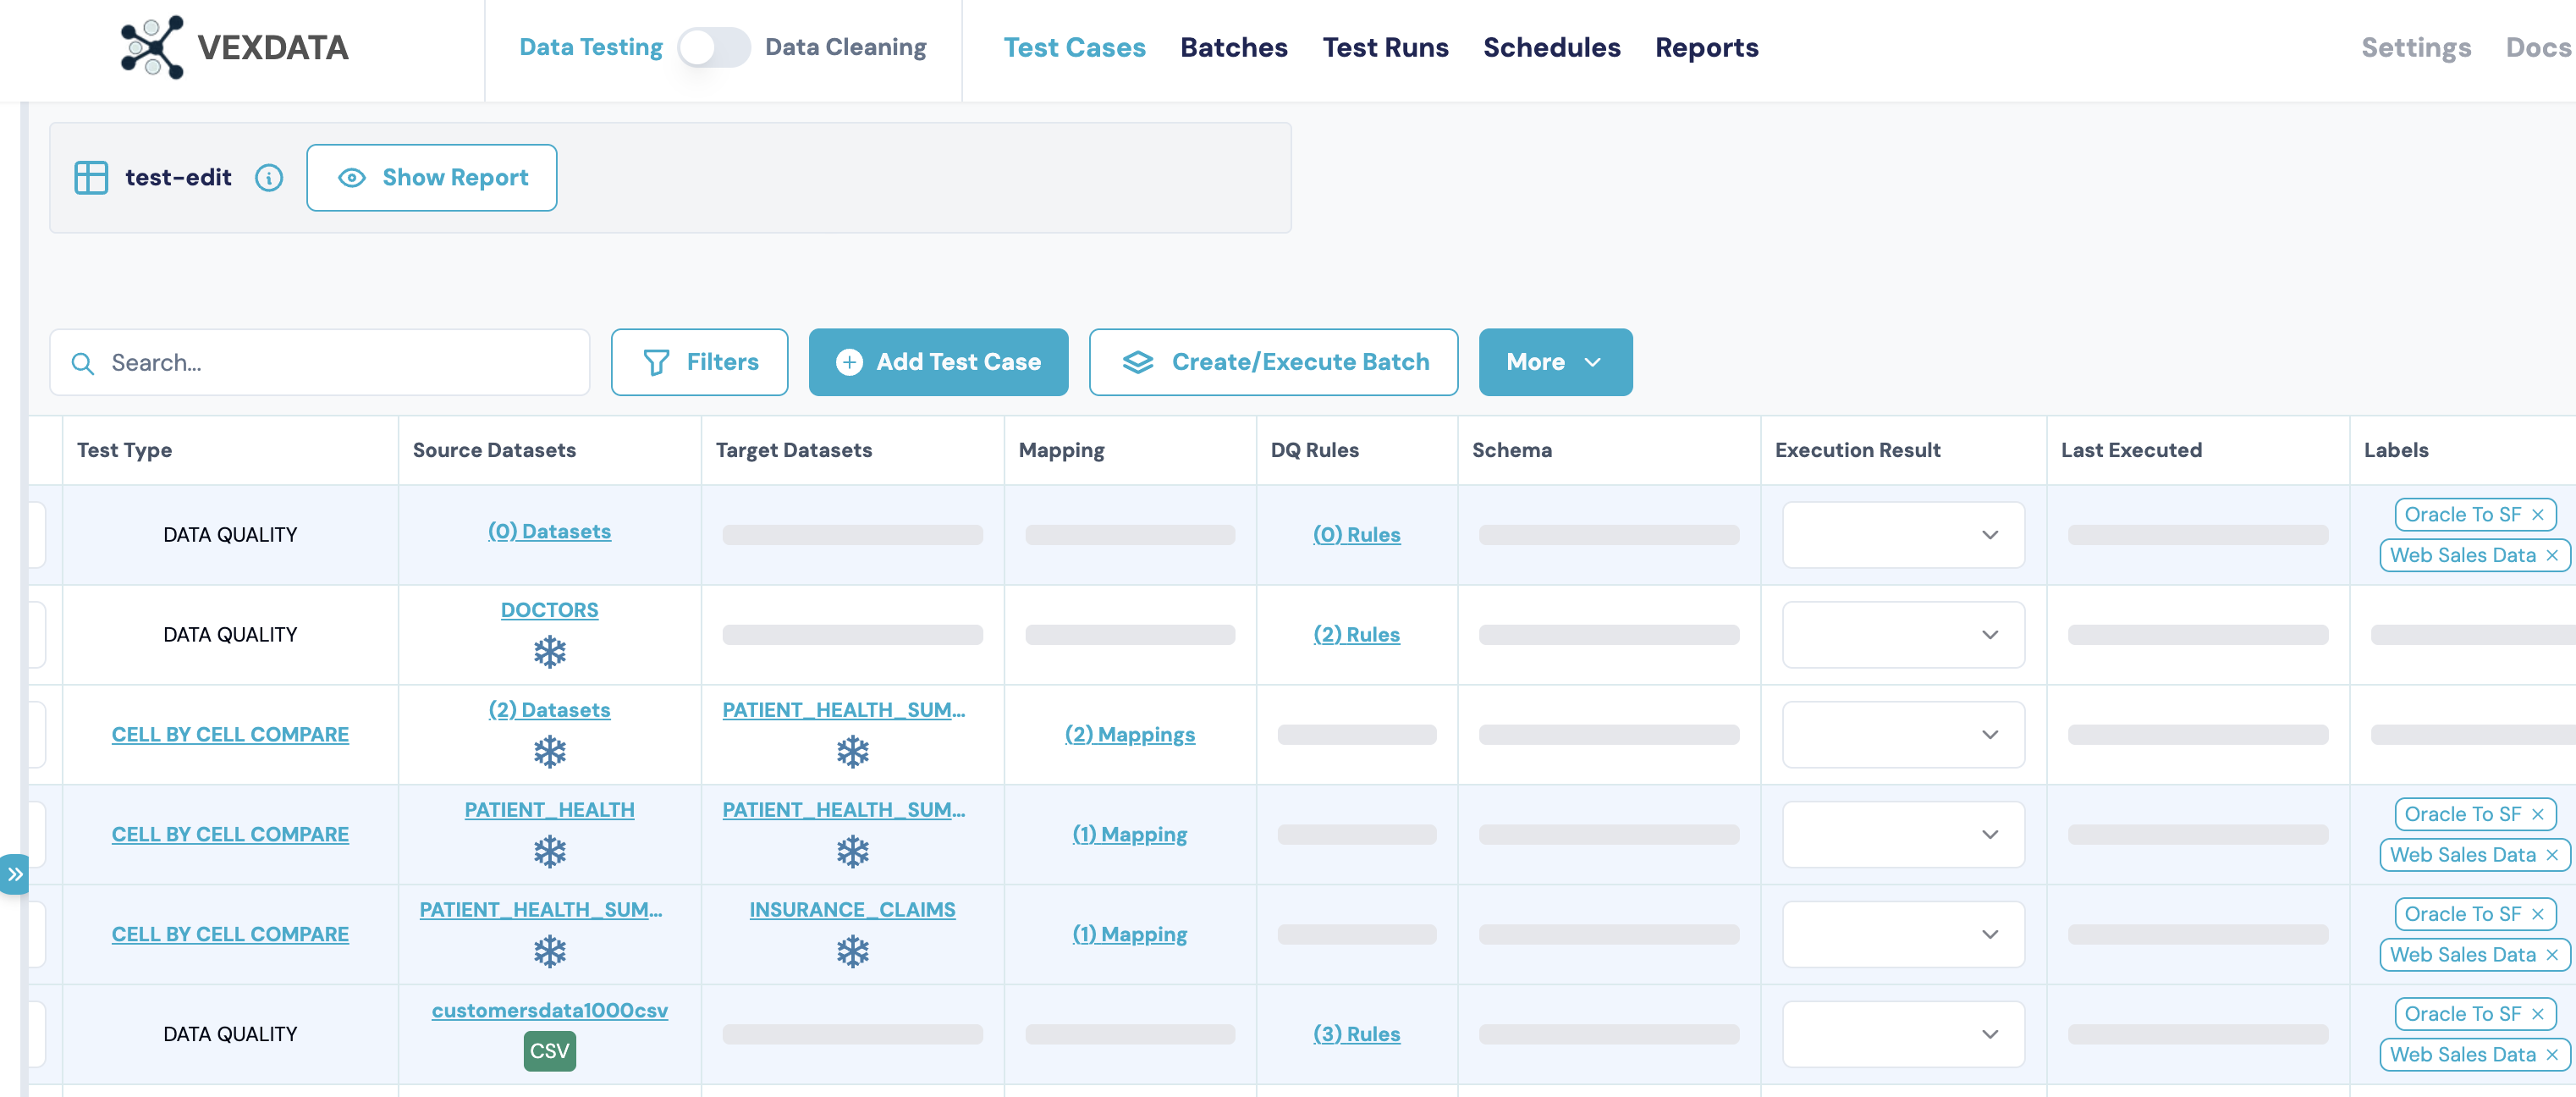 VEXDATA
Data Testing Data Cleaning
Test Cases Batches Test Runs Schedules Reports
Settings Docs
test-edit Show Report
Search...
Filters Add Test Case Create/Execute Batch More
Test Type Source Datasets Target Datasets Mapping DQ Rules Schema Execution Result Last Executed Labels
DATA QUALITY (0) Datasets (0) Rules Oracle To SF ×
Web Sales Data ×
DATA QUALITY DOCTORS (2) Rules
CELL BY CELL COMPARE (2) Datasets PATIENT_HEALTH_SUM... (2) Mappings
CELL BY CELL COMPARE PATIENT_HEALTH PATIENT_HEALTH_SUM... (1) Mapping Oracle To SF ×
Web Sales Data ×
CELL BY CELL COMPARE PATIENT_HEALTH_SUM... INSURANCE_CLAIMS (1) Mapping Oracle To SF ×
Web Sales Data ×
DATA QUALITY customersdata1000csv (3) Rules Oracle To SF ×
CSV Web Sales Data ×